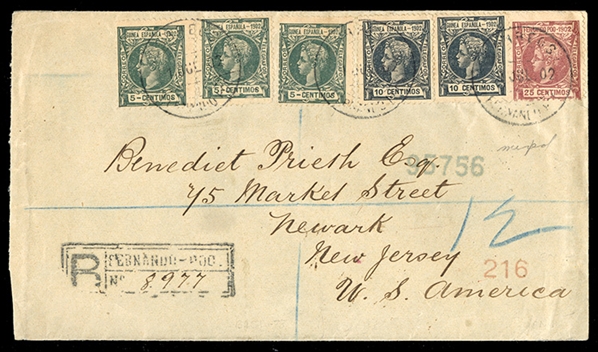 GUINEA ESPAÑOLA-1902
5-CENTIMOS
GUINEA ESPAÑOLA-1902
5-CENTIMOS
GUINEA ESPAÑOLA-1902
5-CENTIMOS
GUINEA ESPAÑOLA-1902
10 CENTIMOS
GUINEA ESPAÑOLA-1902
10 CENTIMOS
FERNANDO POO-1902
25 CENTIMOS
Benedict Prieth Esq.
95756
75 Market Street
Newark
12
New Jersey
216
U. S. America
R
FERNANDO-POO.
No 8977